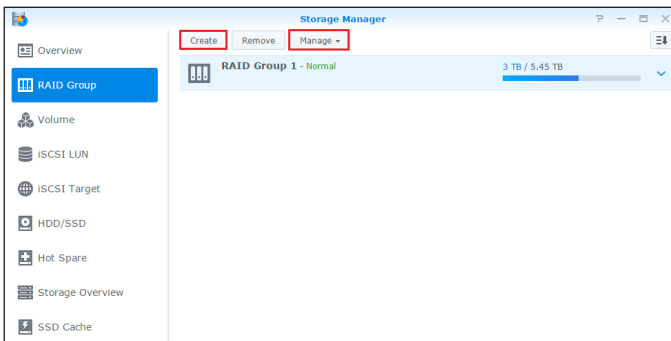 Storage Manager
Create Remove Manage
Overview
RAID Group 1 - Normal 3 TB / 5.45 TB
RAID Group
Volume
iSCSI LUN
iSCSI Target
HDD/SSD
Hot Spare
Storage Overview
SSD Cache